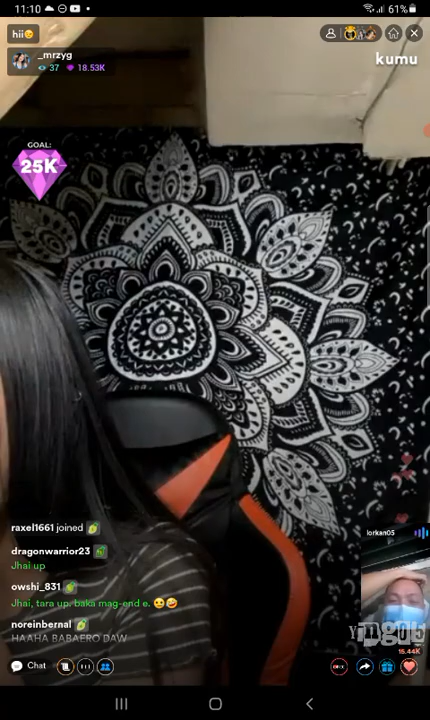 11:10
61%
hii
_mrzyg
37 18.53K
kumu
GOAL:
25K
raxel1661 joined
dragonwarrior23
Jhai up
owshi_831
Jhai, tara up. baka mag-end e.
noreinbernal
HAAHA BABAERO DAW
lorkan05
15.44K
Chat